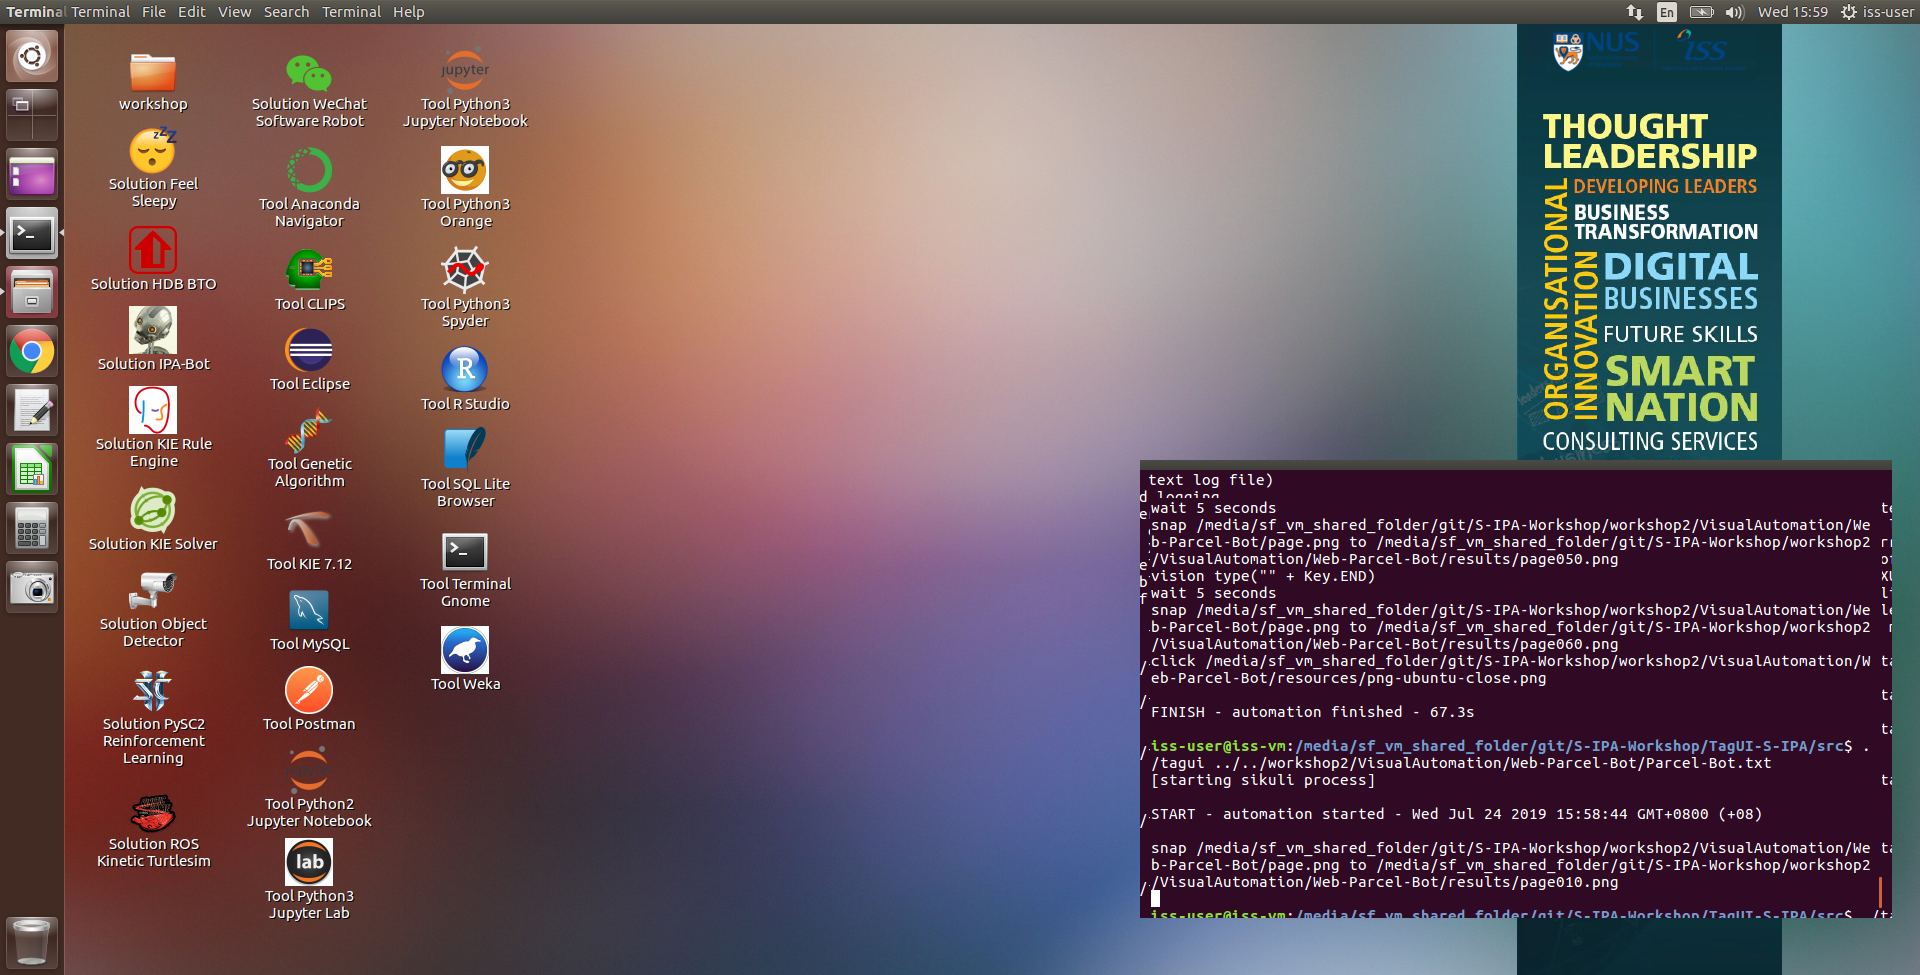 Terminal Terminal File Edit View Search Terminal Help
En Wed 15:59 iss-user
workshop
Solution Feel
Sleepy
Solution HDB BTO
Solution IPA-Bot
Solution KIE Rule
Engine
Solution KIE Solver
Solution Object
Detector
Solution PySC2
Reinforcement
Learning
Solution ROS
Kinetic Turtlesim
Solution WeChat
Software Robot
Tool Anaconda
Navigator
Tool CLIPS
Tool Eclipse
Tool Genetic
Algorithm
Tool KIE 7.12
Tool MySQL
Tool Postman
Tool Python2
Jupyter Notebook
lab
Tool Python3
Jupyter Lab
jupyter
Tool Python3
Jupyter Notebook
Tool Python3
Orange
Tool Python3
Spyder
R
Tool R Studio
Tool SQL Lite
Browser
Tool Terminal
Gnome
Tool Weka
NUS
ISS
THOUGHT
LEADERSHIP
ORGANISATIONAL
INNOVATION
DEVELOPING LEADERS
BUSINESS
TRANSFORMATION
DIGITAL
BUSINESSES
FUTURE SKILLS
SMART
NATION
CONSULTING SERVICES
text log file)
d logging
wait 5 seconds
snap /media/sf_vm_shared_folder/git/S-IPA-Workshop/workshop2/VisualAutomation/We
b-Parcel-Bot/page.png to /media/sf_vm_shared_folder/git/S-IPA-Workshop/workshop2
/VisualAutomation/Web-Parcel-Bot/results/page050.png
vision type("" + Key.END)
wait 5 seconds
snap /media/sf_vm_shared_folder/git/S-IPA-Workshop/workshop2/VisualAutomation/We
b-Parcel-Bot/page.png to /media/sf_vm_shared_folder/git/S-IPA-Workshop/workshop2
/VisualAutomation/Web-Parcel-Bot/results/page060.png
click /media/sf_vm_shared_folder/git/S-IPA-Workshop/workshop2/VisualAutomation/W
eb-Parcel-Bot/resources/png-ubuntu-close.png
FINISH - automation finished - 67.3s
iss-user@iss-vm:/media/sf_vm_shared_folder/git/S-IPA-Workshop/TagUI-S-IPA/src$ .
/tagui ../../workshop2/VisualAutomation/Web-Parcel-Bot/Parcel-Bot.txt
[starting sikuli process]
START - automation started - Wed Jul 24 2019 15:58:44 GMT+0800 (+08)
snap /media/sf_vm_shared_folder/git/S-IPA-Workshop/workshop2/VisualAutomation/We
b-Parcel-Bot/page.png to /media/sf_vm_shared_folder/git/S-IPA-Workshop/workshop2
/VisualAutomation/Web-Parcel-Bot/results/page010.png
iss-user@iss-vm:/media/sf_vm_shared_folder/git/S-IPA-Workshop/TagUI-S-IPA/src$ ./ta